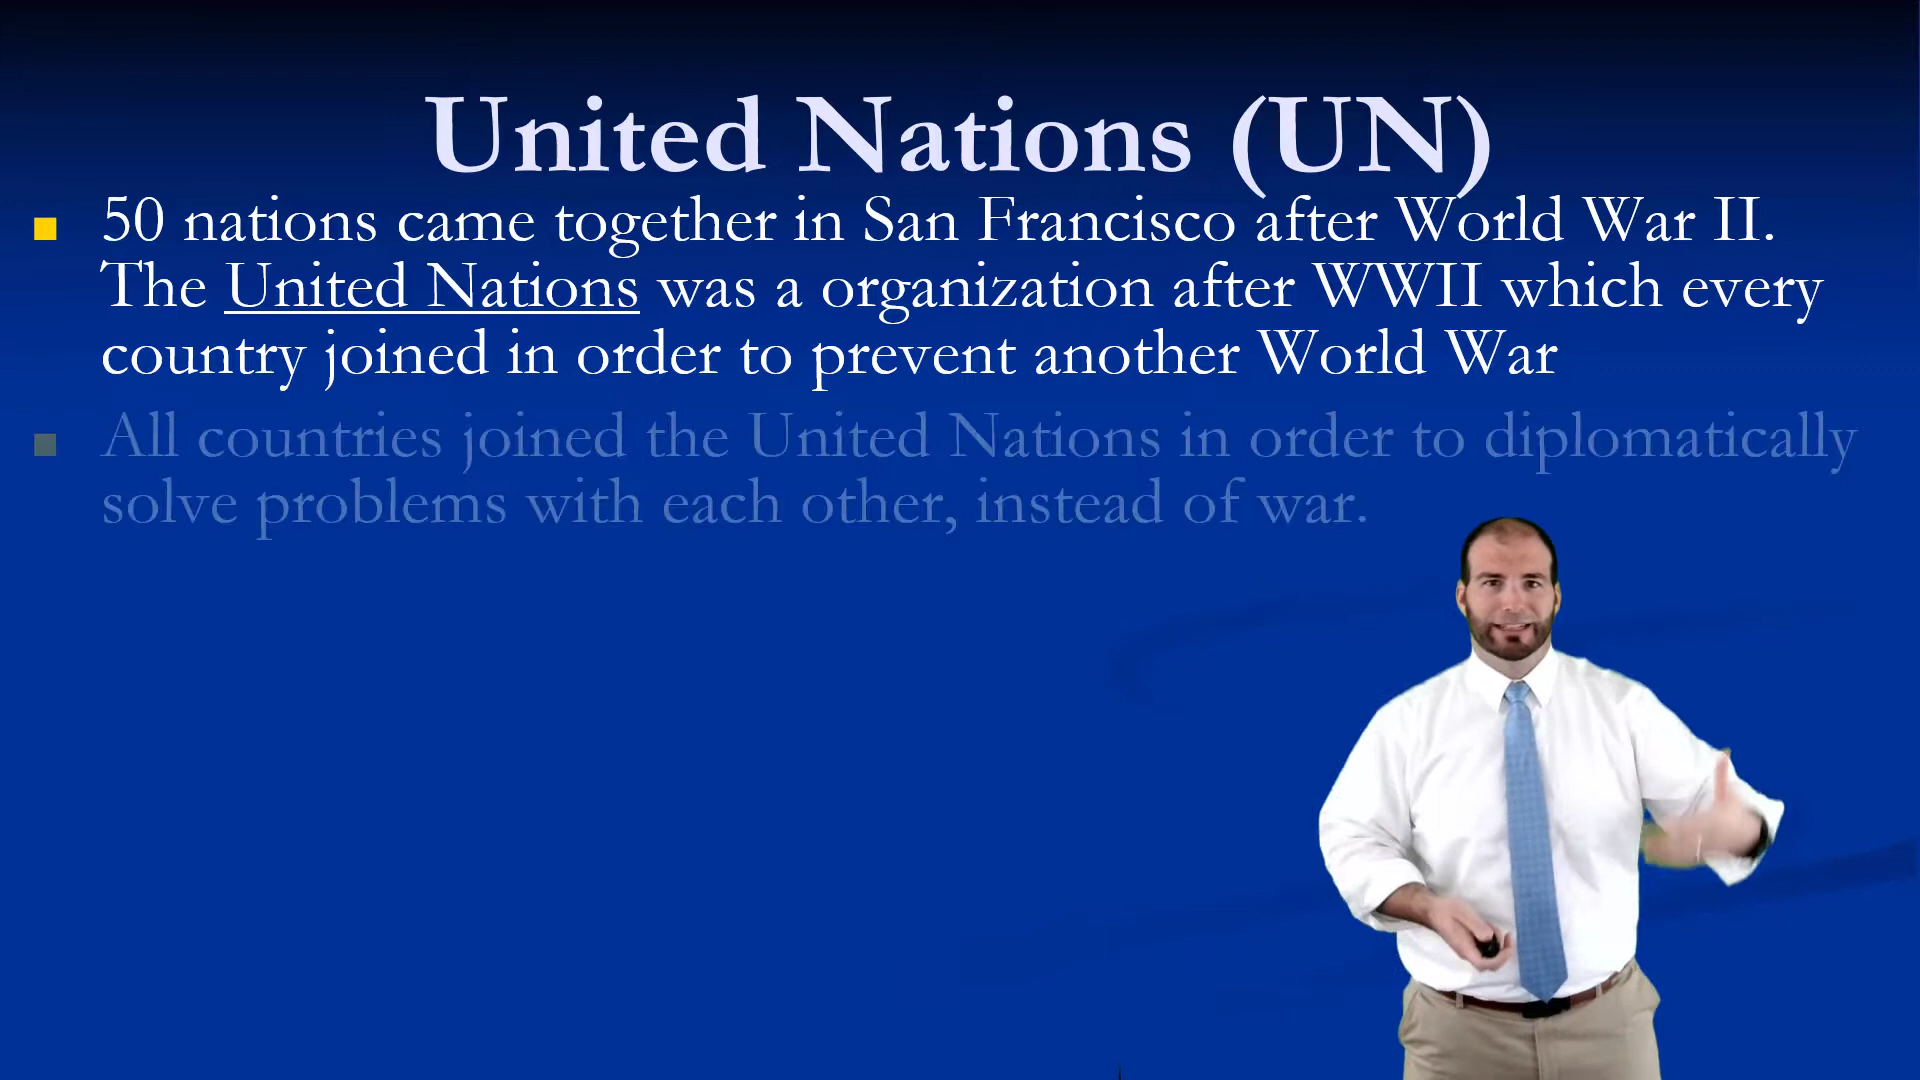 United Nations (UN)
50 nations came together in San Francisco after World War II.
The United Nations was a organization after WWII which every
country joined in order to prevent another World War
All countries joined the United Nations in order to diplomatically
solve problems with each other, instead of war.